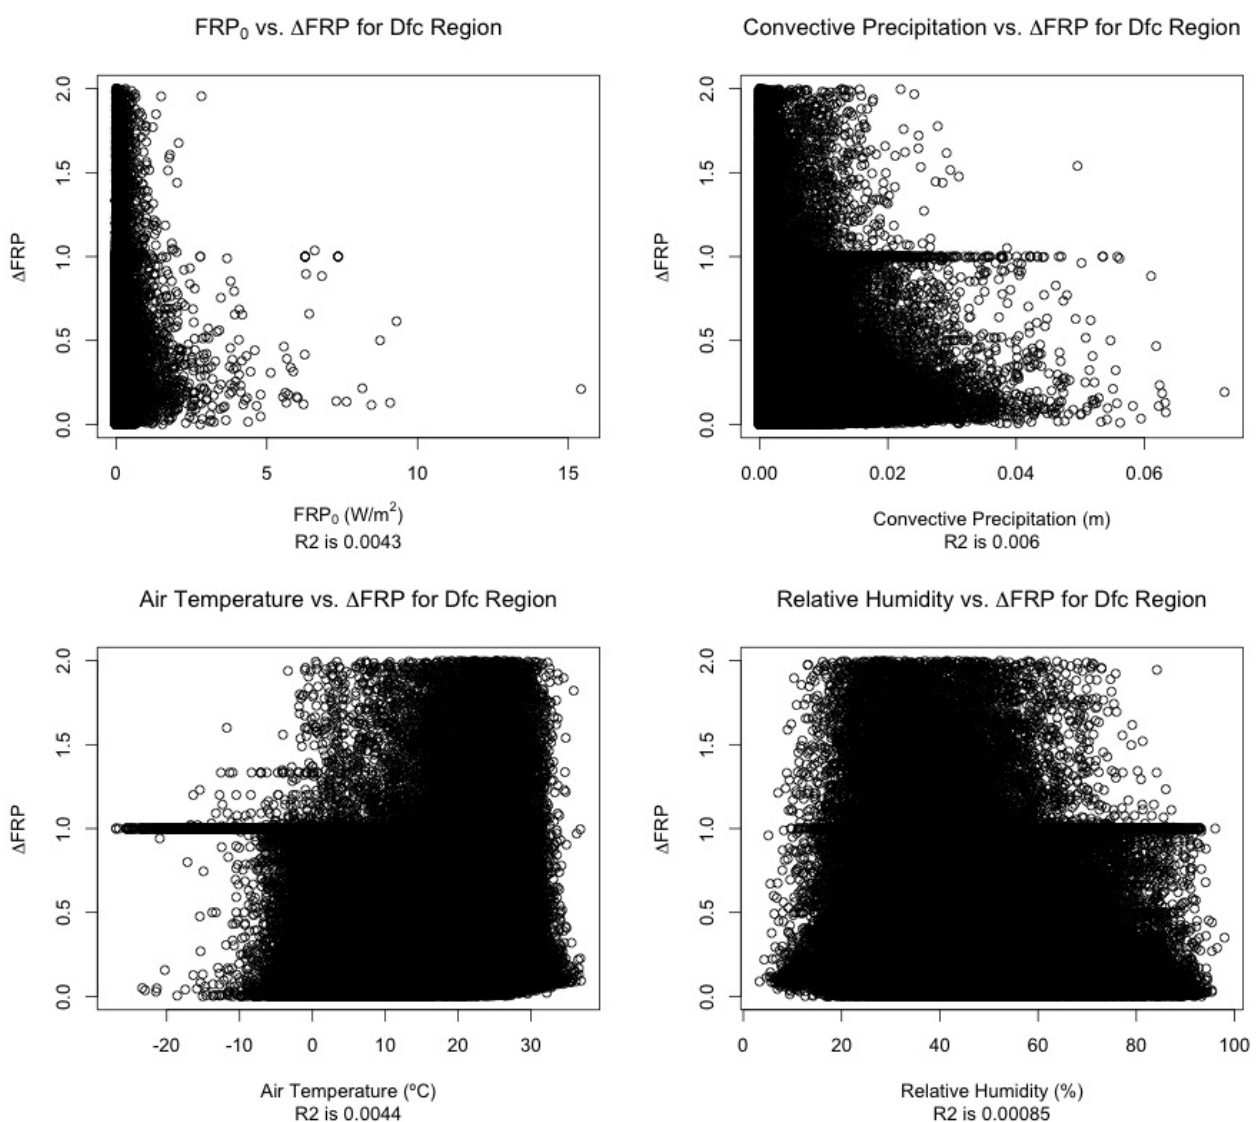 FRP₀ vs. ΔFRP for Dfc Region
ΔFRP
2.0
1.5
1.0
0.5
0.0
0 5 10 15
FRP₀ (W/m²)
R2 is 0.0043
Convective Precipitation vs. ΔFRP for Dfc Region
ΔFRP
2.0
1.5
1.0
0.5
0.0
0.00 0.02 0.04 0.06
Convective Precipitation (m)
R2 is 0.006
Air Temperature vs. ΔFRP for Dfc Region
ΔFRP
2.0
1.5
1.0
0.5
0.0
-20 -10 0 10 20 30
Air Temperature (ºC)
R2 is 0.0044
Relative Humidity vs. ΔFRP for Dfc Region
ΔFRP
2.0
1.5
1.0
0.5
0.0
0 20 40 60 80 100
Relative Humidity (%)
R2 is 0.00085